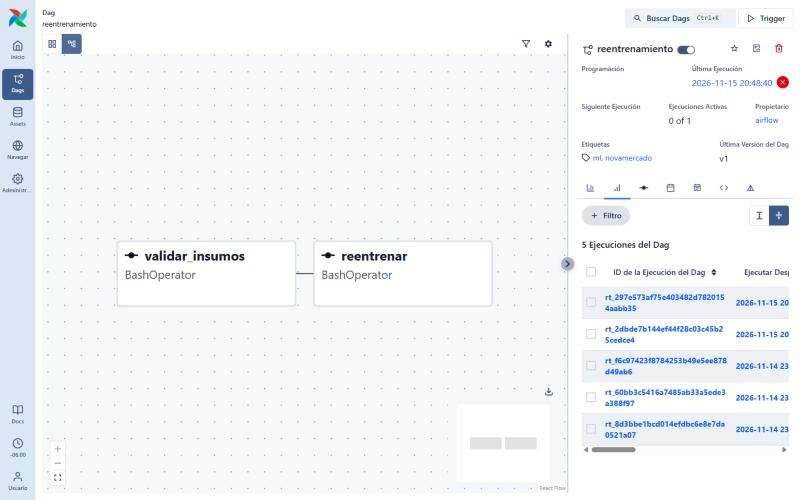 Dag
reentrenamiento
Buscar Dags Ctrl+K
Trigger
Inicio
Dags
Assets
Navegar
Administr...
Docs
-06:00
Usuario
validar_insumos
BashOperator
reentrenar
BashOperator
React Flow
reentrenamiento
Programación
Última Ejecución
2026-11-15 20:48:40
Siguiente Ejecución
Ejecuciones Activas
Propietario
0 of 1
airflow
Etiquetas
Última Versión del Dag
ml, novamercado
v1
+ Filtro
5 Ejecuciones del Dag
ID de la Ejecución del Dag
Ejecutar Desp
rt_297e573af75e403482d782015
4aabb35
2026-11-15 20
rt_2dbde7b144ef44f28c03c45b2
5cedce4
2026-11-15 20
rt_f6c97423f8784253b49e5ee878
d49ab6
2026-11-14 23
rt_60bb3c5416a7485ab33a5ede3
a388f97
2026-11-14 23
rt_8d3bbe1bcd014efdbc6e8e7da
0521a07
2026-11-14 23